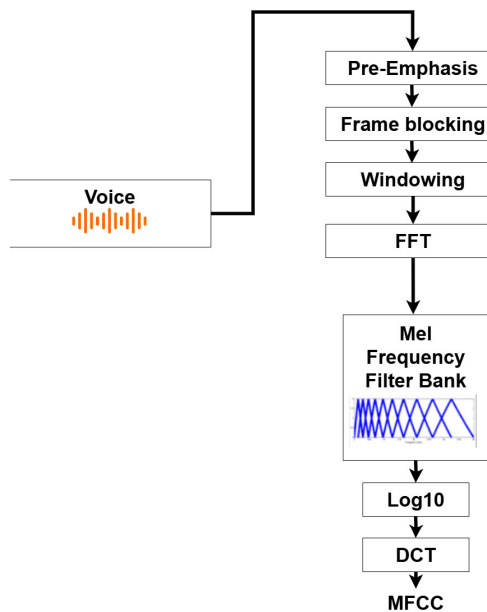 Voice
Pre-Emphasis
Frame blocking
Windowing
FFT
Mel
Frequency
Filter Bank
Log10
DCT
MFCC